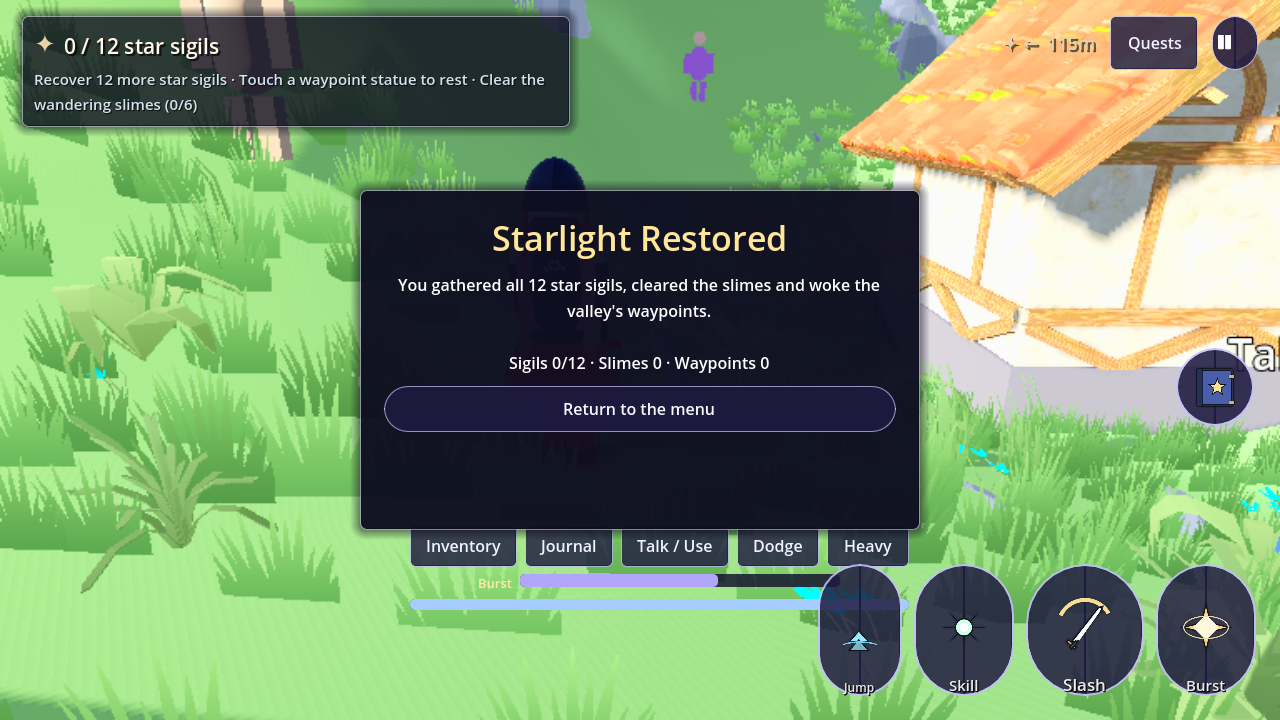 0 / 12 star sigils
Recover 12 more star sigils · Touch a waypoint statue to rest · Clear the
wandering slimes (0/6)
115m
Quests
Starlight Restored
You gathered all 12 star sigils, cleared the slimes and woke the
valley's waypoints.
Sigils 0/12 · Slimes 0 · Waypoints 0
Return to the menu
Inventory
Journal
Talk / Use
Dodge
Heavy
Burst
Jump
Skill
Slash
Burst